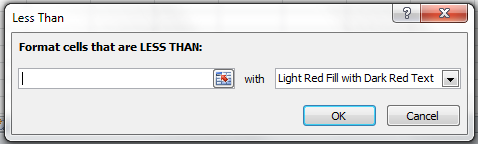 Less Than
?
Format cells that are LESS THAN:
with Light Red Fill with Dark Red Text
OK Cancel